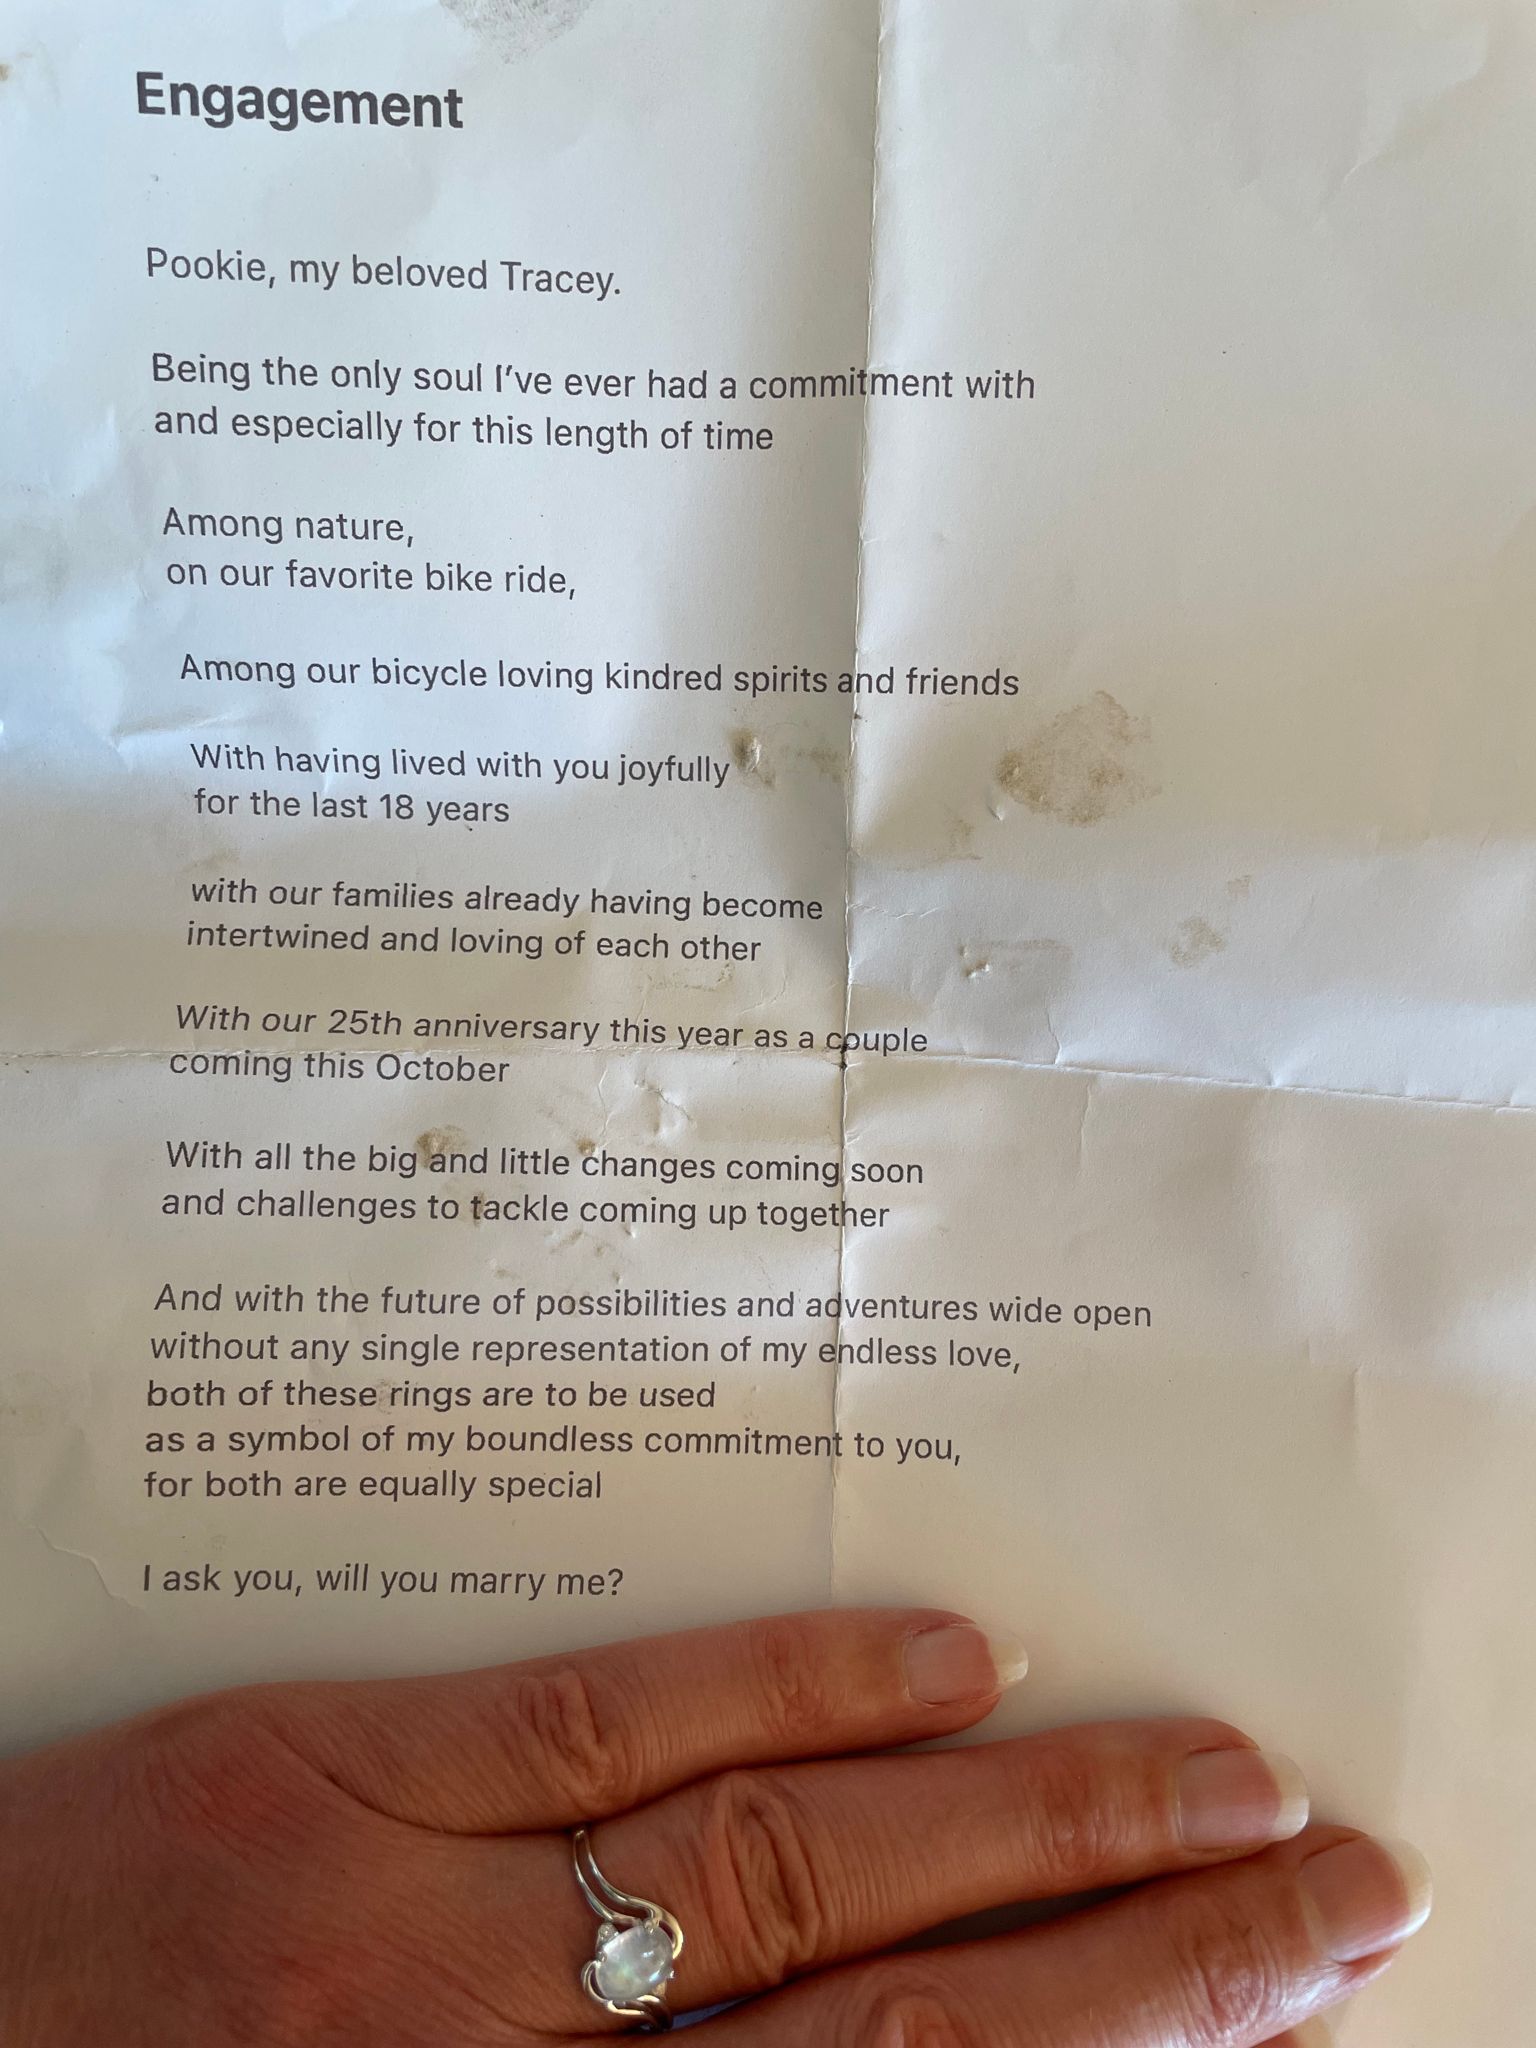 Engagement
Pookie, my beloved Tracey.
Being the only soul I've ever had a commitment with
and especially for this length of time
Among nature,
on our favorite bike ride,
Among our bicycle loving kindred spirits and friends
With having lived with you joyfully
for the last 18 years
with our families already having become
intertwined and loving of each other
With our 25th anniversary this year as a couple
coming this October
With all the big and little changes coming soon
and challenges to tackle coming up together
And with the future of possibilities and adventures wide open
without any single representation of my endless love,
both of these rings are to be used
as a symbol of my boundless commitment to you,
for both are equally special
I ask you, will you marry me?